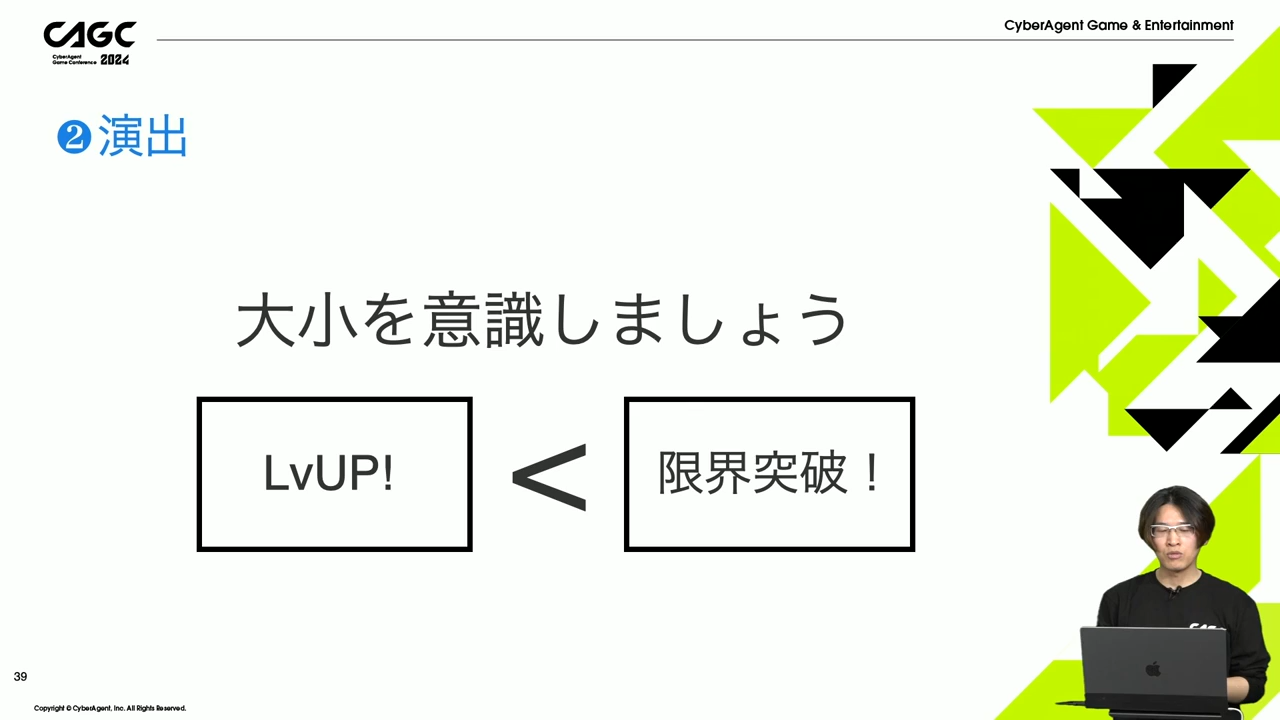 CAGC
CyberAgent
Game Conference 2024
CyberAgent Game & Entertainment
❷演出
大小を意識しましょう
LvUP!
<
限界突破！
39
Copyright © CyberAgent, Inc. All Rights Reserved.